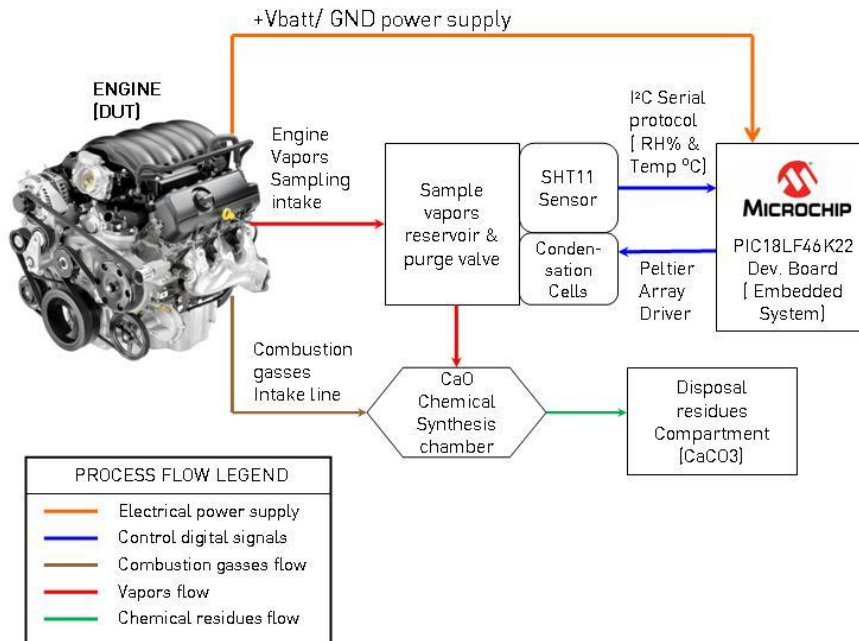 +Vbatt/ GND power supply
ENGINE
(DUT)
Engine
Vapors
Sampling
intake
Sample
vapors
reservoir &
purge valve
SHT11
Sensor
Conden-
sation
Cells
I²C Serial
protocol
( RH% &
Temp ºC)
Peltier
Array
Driver
MICROCHIP
PIC18LF46K22
Dev. Board
( Embedded
System)
Combustion
gasses
Intake line
CaO
Chemical
Synthesis
chamber
Disposal
residues
Compartment
(CaCO3)
PROCESS FLOW LEGEND
Electrical power supply
Control digital signals
Combustion gasses flow
Vapors flow
Chemical residues flow